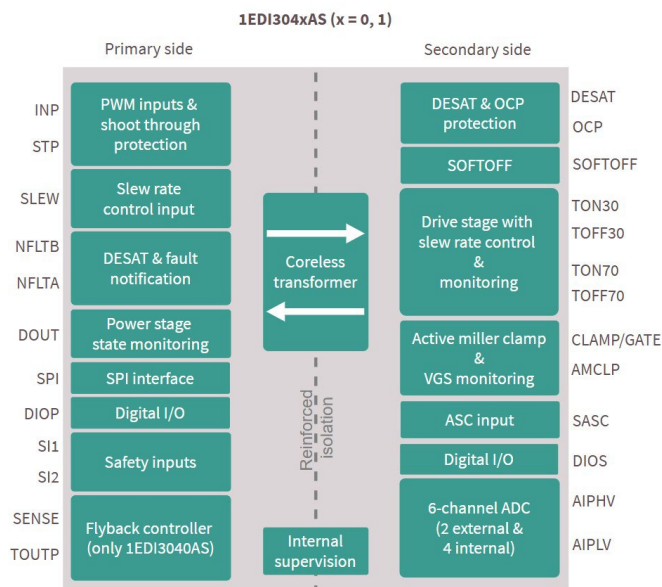 1EDI304xAS (x = 0, 1)
Primary side
Secondary side
INP
STP
PWM inputs &
shoot through
protection
SLEW
Slew rate
control input
NFLTB
NFLTA
DESAT & fault
notification
DOUT
Power stage
state monitoring
SPI
SPI interface
DIOP
Digital I/O
SI1
SI2
Safety inputs
SENSE
TOUTP
Flyback controller
(only 1EDI3040AS)
Coreless
transformer
Reinforced
isolation
Internal
supervision
DESAT & OCP
protection
DESAT
OCP
SOFTOFF
SOFTOFF
Drive stage with
slew rate control
&
monitoring
TON30
TOFF30
TON70
TOFF70
Active miller clamp
&
VGS monitoring
CLAMP/GATE
AMCLP
ASC input
SASC
Digital I/O
DIOS
6-channel ADC
(2 external &
4 internal)
AIPHV
AIPLV